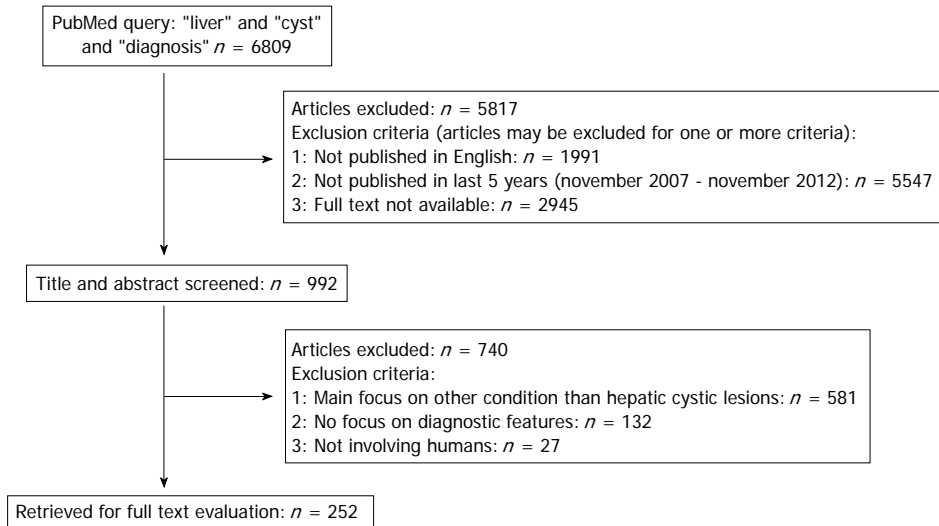 PubMed query: "liver" and "cyst"
and "diagnosis" n = 6809
Articles excluded: n = 5817
Exclusion criteria (articles may be excluded for one or more criteria):
1: Not published in English: n = 1991
2: Not published in last 5 years (november 2007 - november 2012): n = 5547
3: Full text not available: n = 2945
Title and abstract screened: n = 992
Articles excluded: n = 740
Exclusion criteria:
1: Main focus on other condition than hepatic cystic lesions: n = 581
2: No focus on diagnostic features: n = 132
3: Not involving humans: n = 27
Retrieved for full text evaluation: n = 252